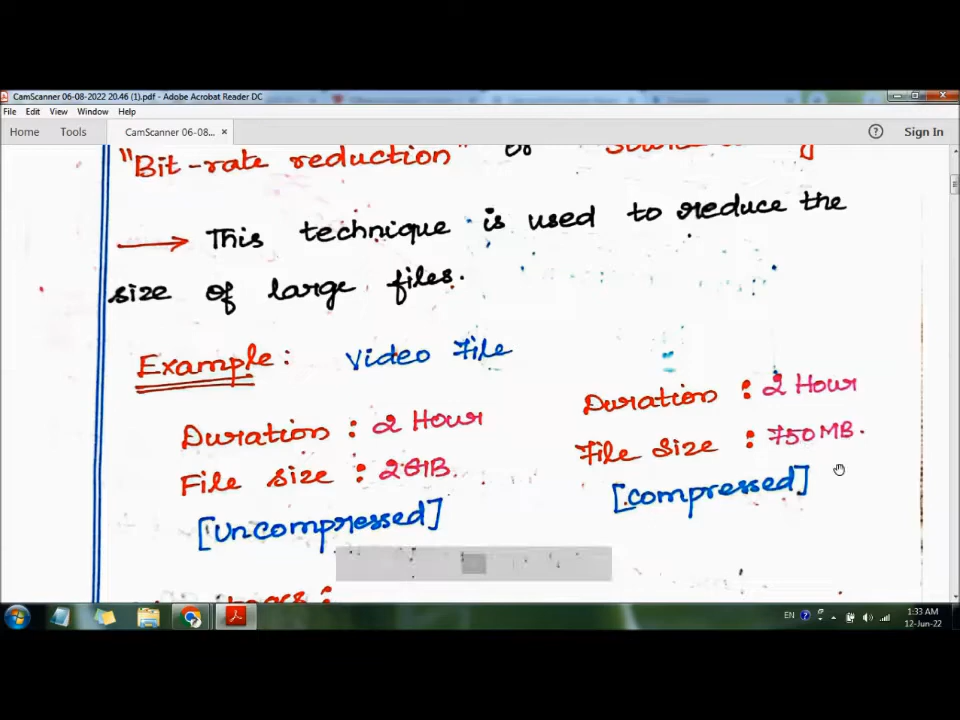 CamScanner 06-08-2022 20.46 (1).pdf - Adobe Acrobat Reader DC
File Edit View Window Help
Home Tools CamScanner 06-08... × Sign In
"Bit-rate reduction" or
This technique is used to reduce the
size of large files.
Example: Video File
Duration : 2 Hour
File size : 2GB.
[Uncompressed]
Duration : 2 Hour
File size : 750MB.
[compressed]
EN 1:33 AM
12-Jun-22